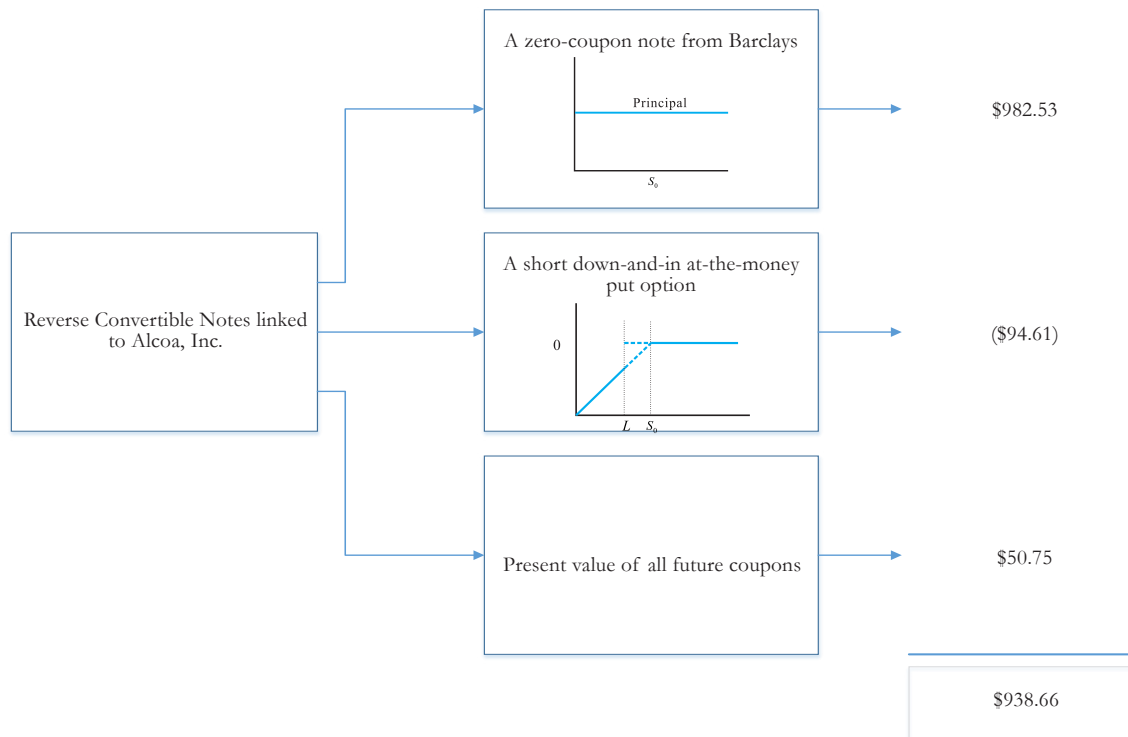 A zero-coupon note from Barclays
Principal
S₀
$982.53
Reverse Convertible Notes linked
to Alcoa, Inc.
A short down-and-in at-the-money
put option
0
L S₀
($94.61)
Present value of all future coupons
$50.75
$938.66